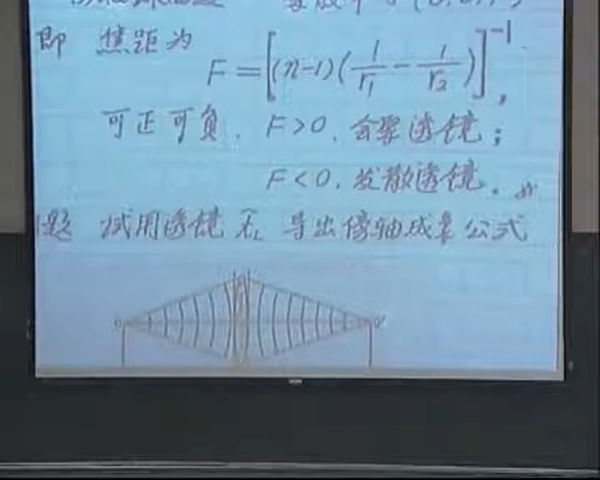 即 焦距为
F = [(n-1)(1/r₁ - 1/r₂)]⁻¹,
可正可负. F>0, 会聚透镜;
F<0, 发散透镜.
题 试用透镜 导出傍轴成象公式